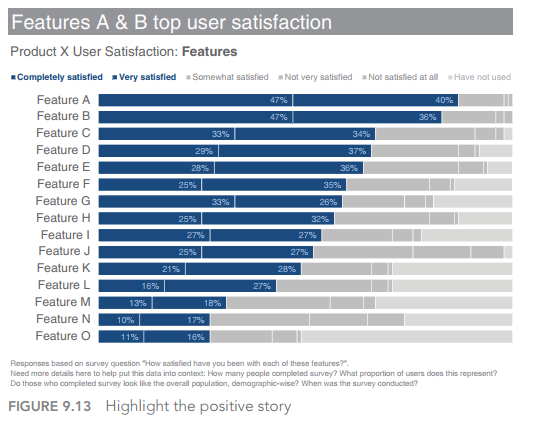 Features A & B top user satisfaction
Product X User Satisfaction: Features
Completely satisfied Very satisfied Somewhat satisfied Not very satisfied Not satisfied at all Have not used
Feature A 47% 40%
Feature B 47% 36%
Feature C 33% 34%
Feature D 29% 37%
Feature E 28% 36%
Feature F 25% 35%
Feature G 33% 26%
Feature H 25% 32%
Feature I 27% 27%
Feature J 25% 27%
Feature K 21% 28%
Feature L 16% 27%
Feature M 13% 18%
Feature N 10% 17%
Feature O 11% 16%
Responses based on survey question "How satisfied have you been with each of these features?".
Need more details here to help put this data into context: How many people completed survey? What proportion of users does this represent?
Do those who completed survey look like the overall population, demographic-wise? When was the survey conducted?
FIGURE 9.13 Highlight the positive story